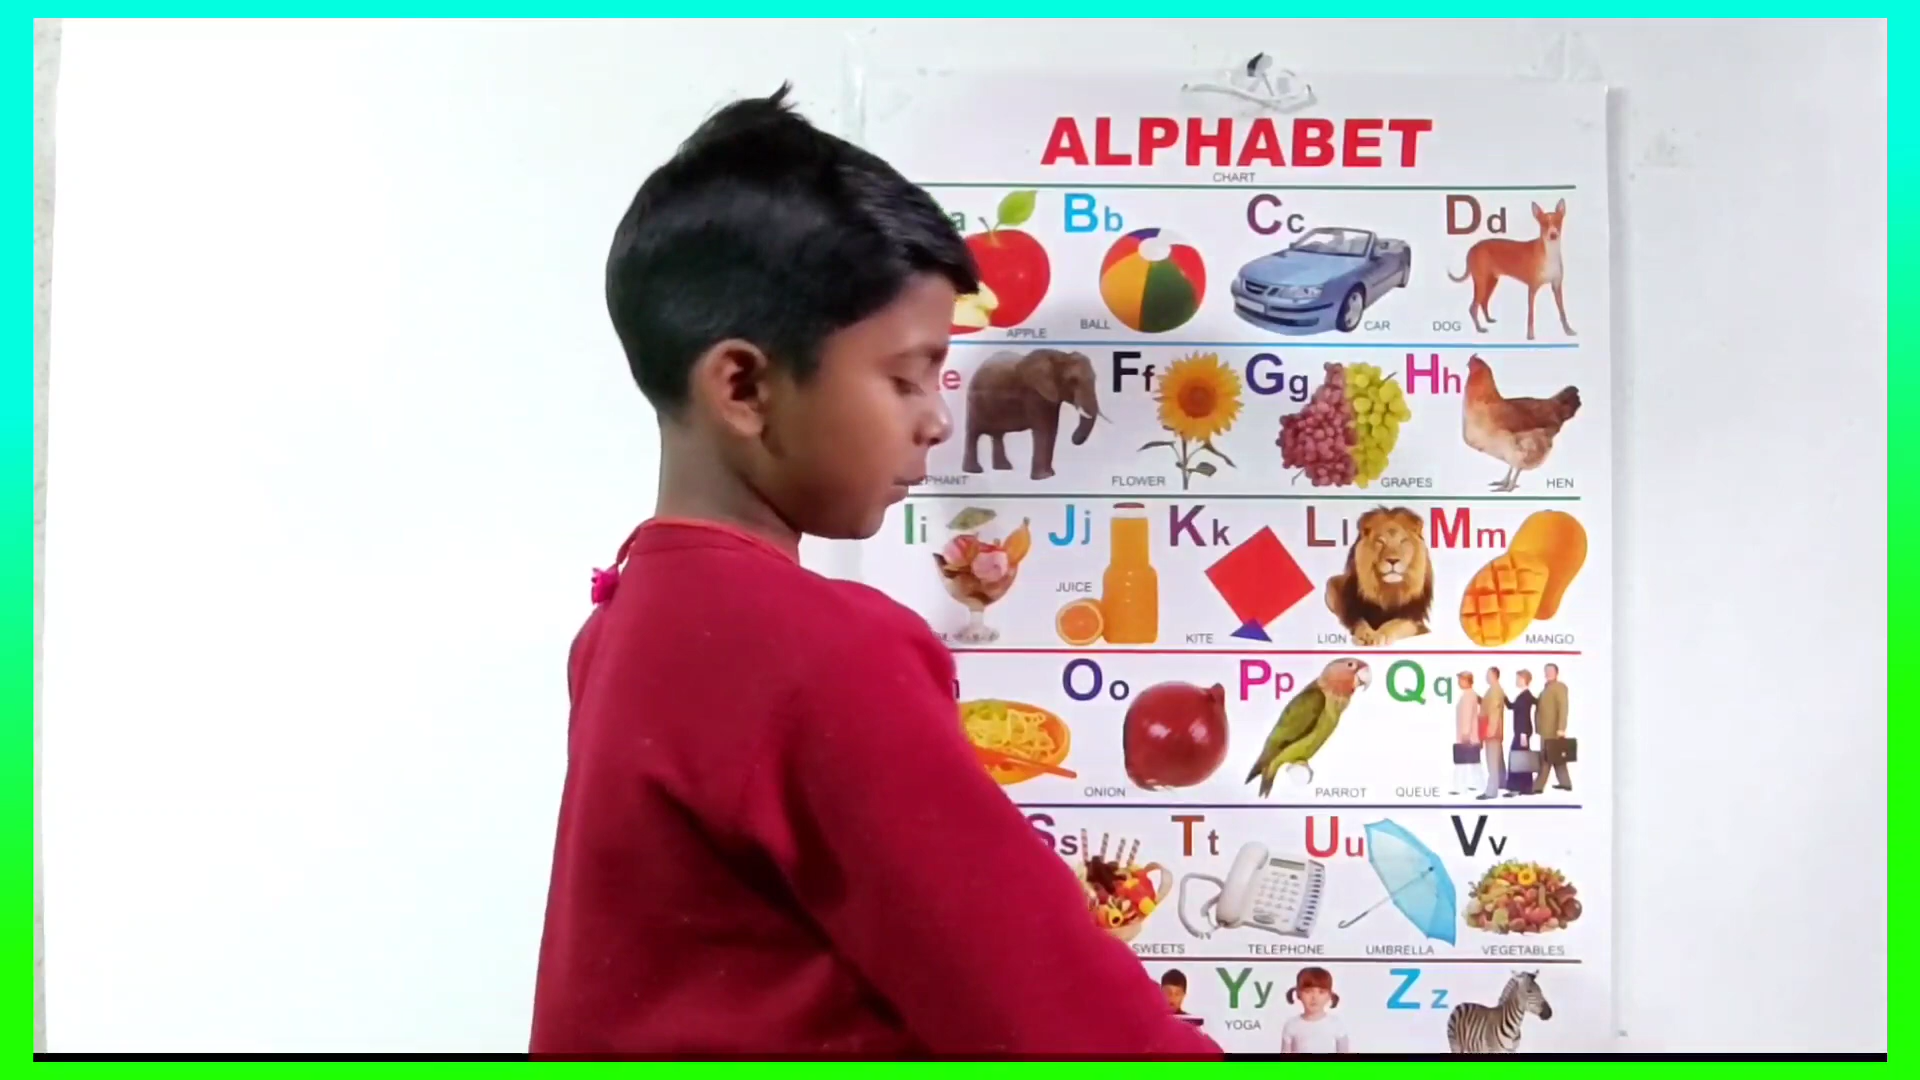 ALPHABET
CHART
a Bb Cc Dd
APPLE BALL CAR DOG
e Ff Gg Hh
PHANT FLOWER GRAPES HEN
Ii Jj Kk Ll Mm
JUICE KITE LION MANGO
Oo Pp Qq
ONION PARROT QUEUE
Ss Tt Uu Vv
SWEETS TELEPHONE UMBRELLA VEGETABLES
Yy Zz
YOGA